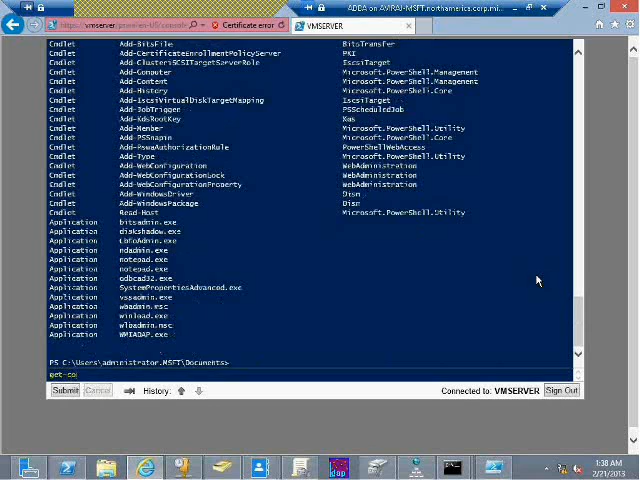 ADDA on AVIRAJ-MSFT.northamerica.corp.mi...
https://vmserver/pswa/en-US/console
Certificate error
VMSERVER
Cmdlet Add-BitsFile BitsTransfer
Cmdlet Add-CertificateEnrollmentPolicyServer PKI
Cmdlet Add-ClusteriSCSITargetServerRole IscsiTarget
Cmdlet Add-Computer Microsoft.PowerShell.Management
Cmdlet Add-Content Microsoft.PowerShell.Management
Cmdlet Add-History Microsoft.PowerShell.Core
Cmdlet Add-IscsiVirtualDiskTargetMapping IscsiTarget
Cmdlet Add-JobTrigger PSScheduledJob
Cmdlet Add-KdsRootKey Kds
Cmdlet Add-Member Microsoft.PowerShell.Utility
Cmdlet Add-PSSnapin Microsoft.PowerShell.Core
Cmdlet Add-PswaAuthorizationRule PowerShellWebAccess
Cmdlet Add-Type Microsoft.PowerShell.Utility
Cmdlet Add-WebConfiguration WebAdministration
Cmdlet Add-WebConfigurationLock WebAdministration
Cmdlet Add-WebConfigurationProperty WebAdministration
Cmdlet Add-WindowsDriver Dism
Cmdlet Add-WindowsPackage Dism
Cmdlet Read-Host Microsoft.PowerShell.Utility
Application bitsadmin.exe
Application diskshadow.exe
Application LbfoAdmin.exe
Application ndadmin.exe
Application notepad.exe
Application notepad.exe
Application odbcad32.exe
Application SystemPropertiesAdvanced.exe
Application vssadmin.exe
Application wbadmin.msc
Application winload.exe
Application wlbadmin.msc
Application WMIADAP.exe
PS C:\Users\administrator.MSFT\Documents>
get-co
Submit Cancel History: Connected to: VMSERVER Sign Out
1:38 AM
2/21/2013